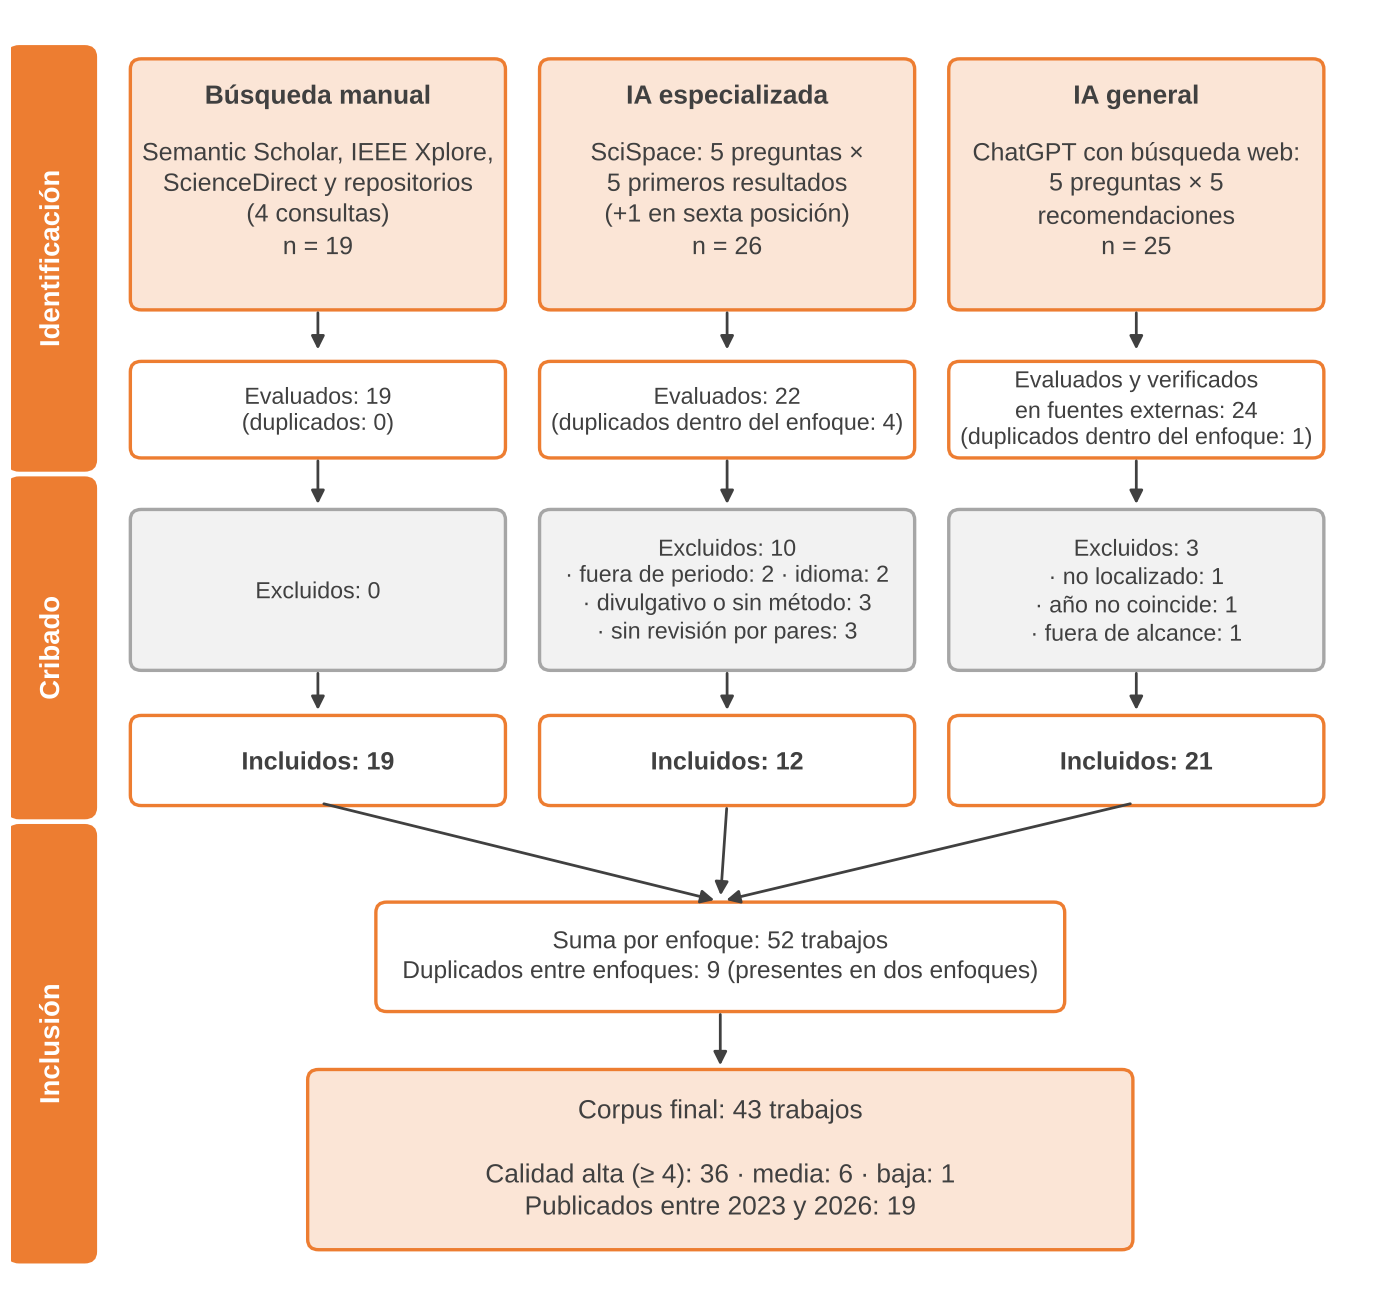 Identificación
Búsqueda manual
Semantic Scholar, IEEE Xplore,
ScienceDirect y repositorios
(4 consultas)
n = 19
IA especializada
SciSpace: 5 preguntas ×
5 primeros resultados
(+1 en sexta posición)
n = 26
IA general
ChatGPT con búsqueda web:
5 preguntas × 5
recomendaciones
n = 25
Evaluados: 19
(duplicados: 0)
Evaluados: 22
(duplicados dentro del enfoque: 4)
Evaluados y verificados
en fuentes externas: 24
(duplicados dentro del enfoque: 1)
Cribado
Excluidos: 0
Excluidos: 10
· fuera de periodo: 2 · idioma: 2
· divulgativo o sin método: 3
· sin revisión por pares: 3
Excluidos: 3
· no localizado: 1
· año no coincide: 1
· fuera de alcance: 1
Incluidos: 19
Incluidos: 12
Incluidos: 21
Inclusión
Suma por enfoque: 52 trabajos
Duplicados entre enfoques: 9 (presentes en dos enfoques)
Corpus final: 43 trabajos
Calidad alta (≥ 4): 36 · media: 6 · baja: 1
Publicados entre 2023 y 2026: 19